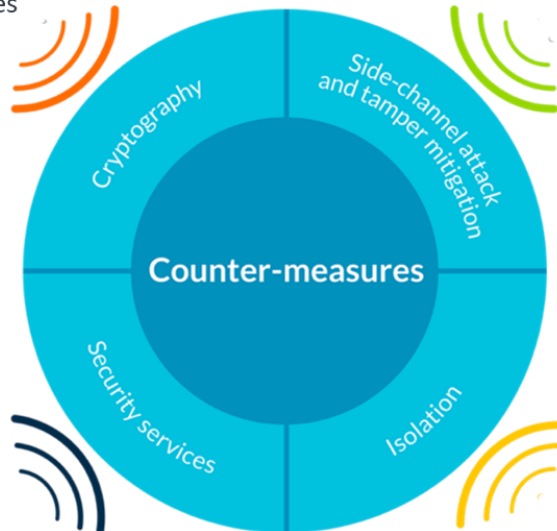 es
Cryptography
Side-channel attack
and tamper mitigation
Counter-measures
Security services
Isolation